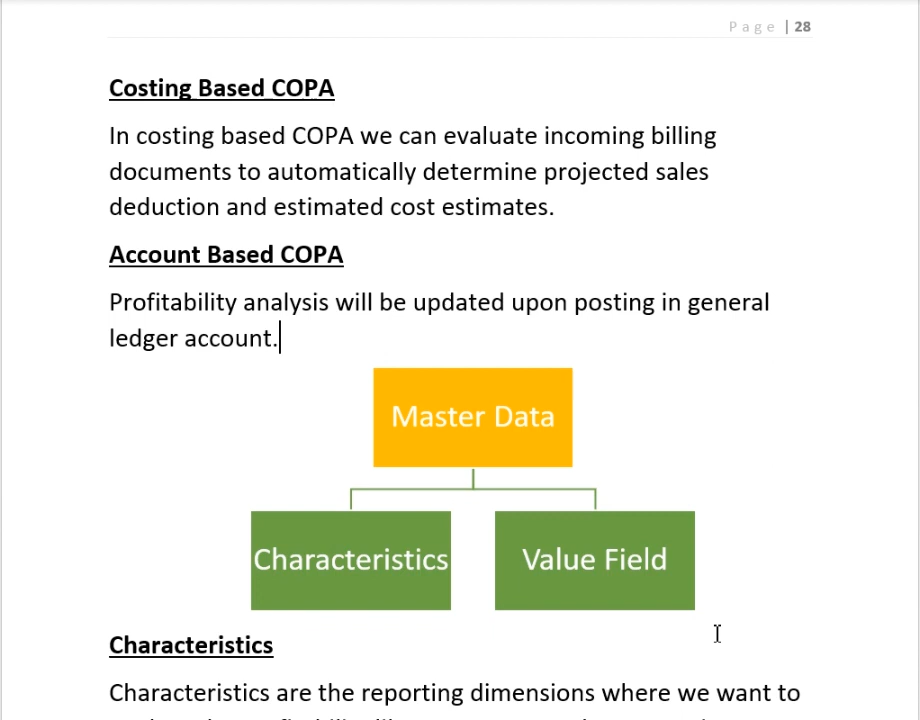 Page | 28
Costing Based COPA
In costing based COPA we can evaluate incoming billing
documents to automatically determine projected sales
deduction and estimated cost estimates.
Account Based COPA
Profitability analysis will be updated upon posting in general
ledger account.
Master Data
Characteristics Value Field
Characteristics
Characteristics are the reporting dimensions where we want to